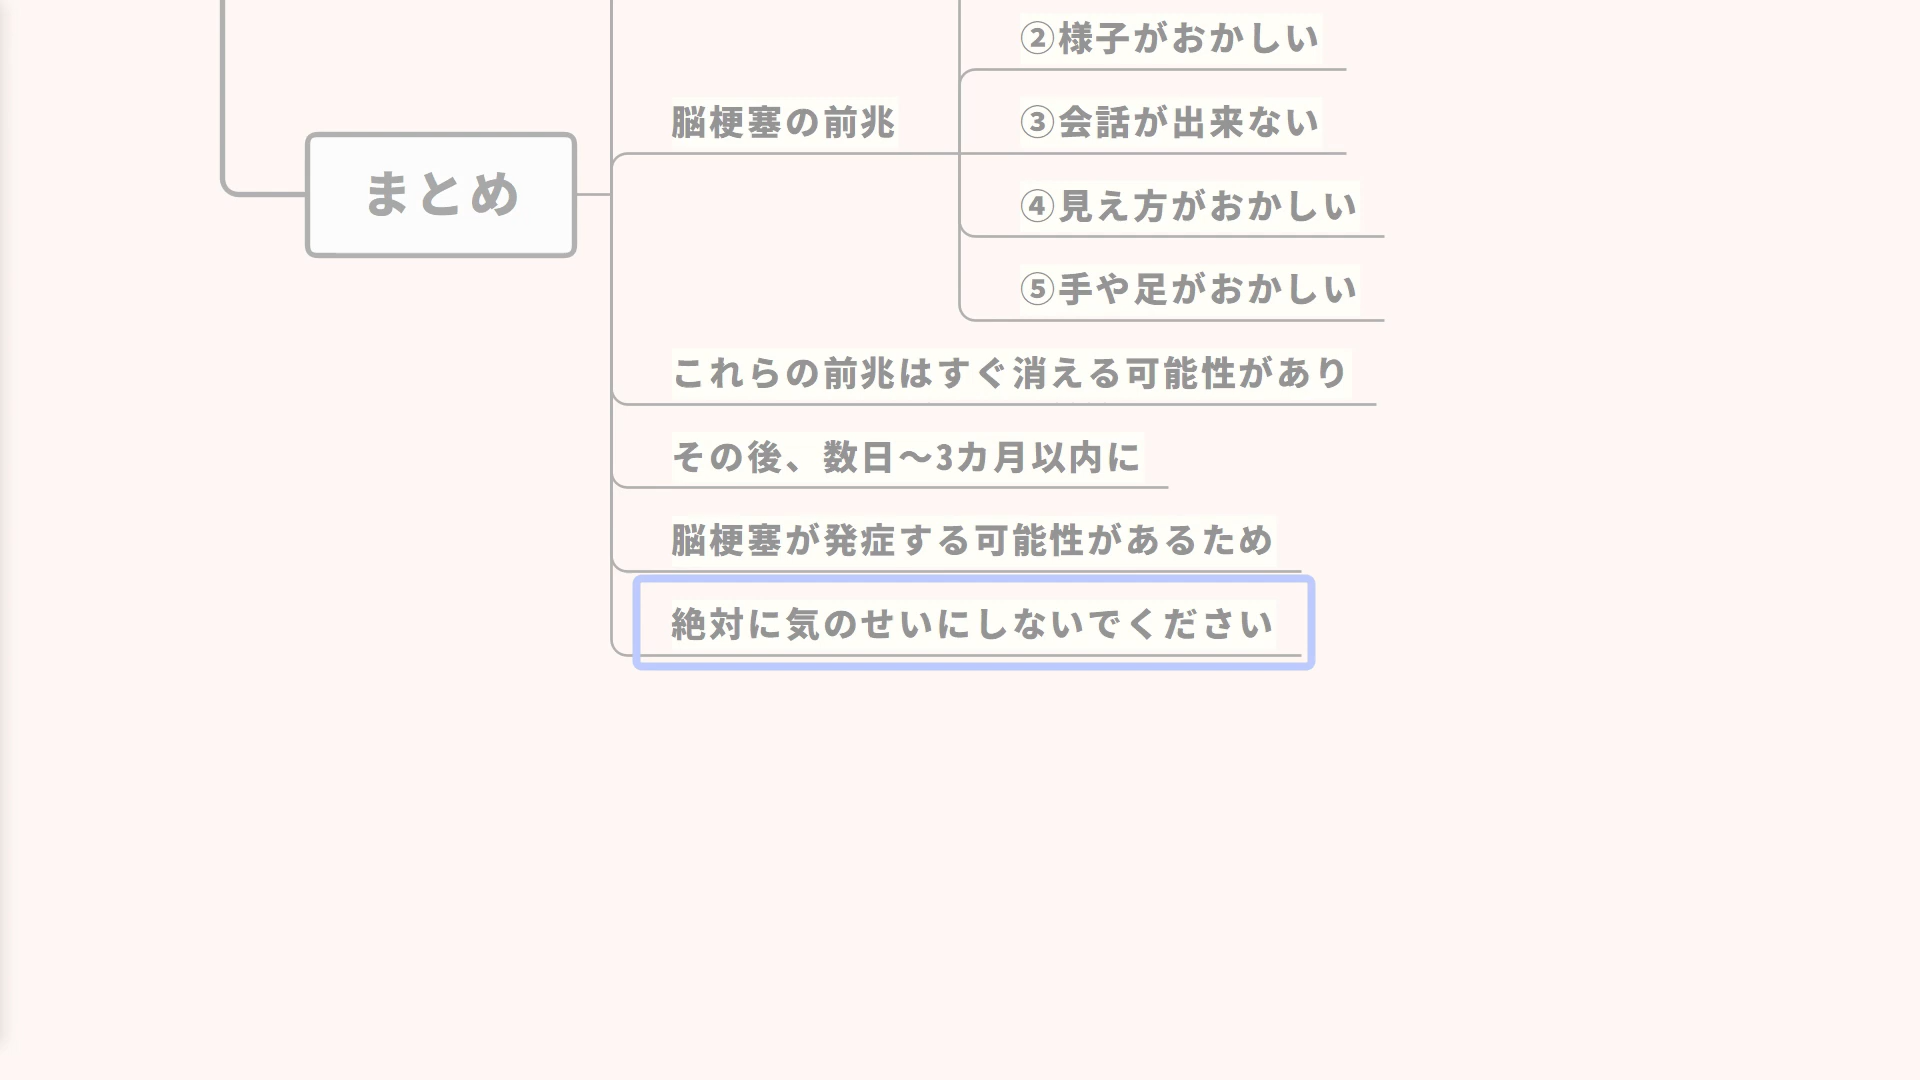 ②様子がおかしい
脳梗塞の前兆
③会話が出来ない
まとめ
④見え方がおかしい
⑤手や足がおかしい
これらの前兆はすぐ消える可能性があり
その後、数日〜3カ月以内に
脳梗塞が発症する可能性があるため
絶対に気のせいにしないでください